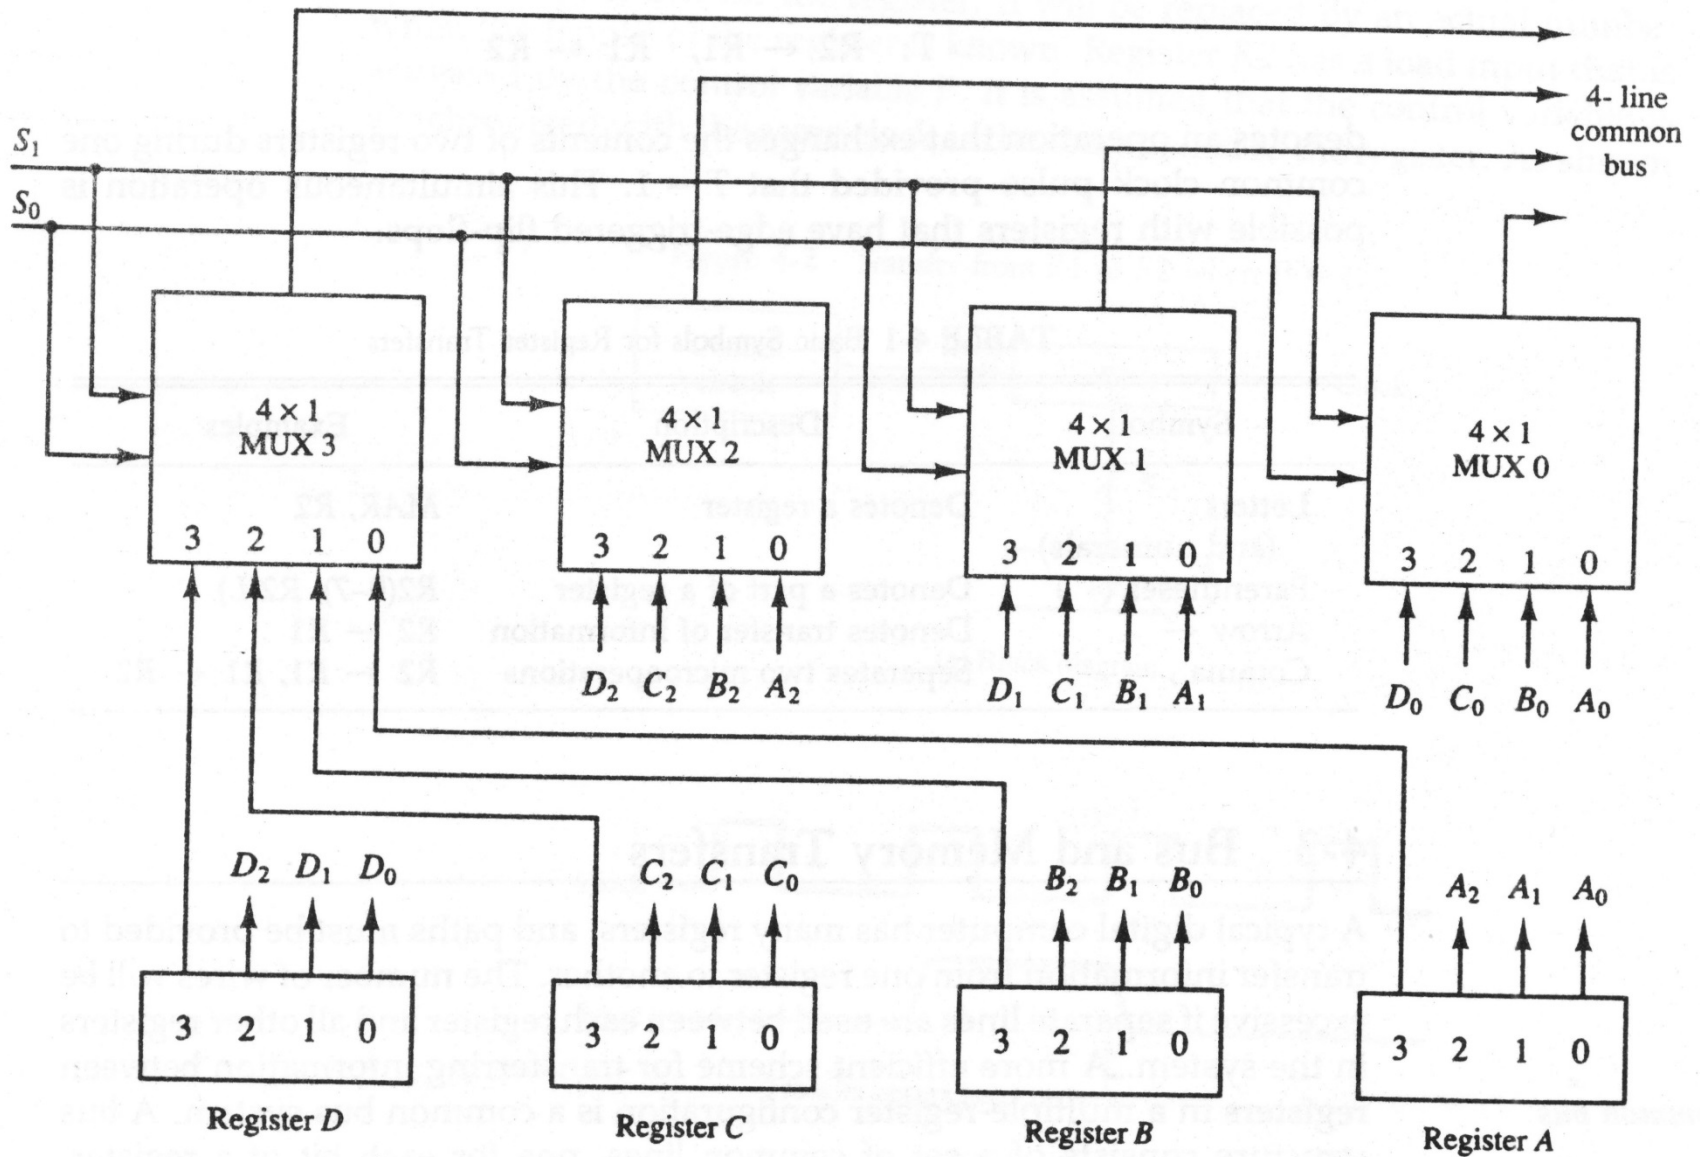 4- line
common
bus
S₁
S₀
4 × 1
MUX 3
3 2 1 0
4 × 1
MUX 2
3 2 1 0
4 × 1
MUX 1
3 2 1 0
4 × 1
MUX 0
3 2 1 0
D₂ C₂ B₂ A₂
D₁ C₁ B₁ A₁
D₀ C₀ B₀ A₀
D₂ D₁ D₀
C₂ C₁ C₀
B₂ B₁ B₀
A₂ A₁ A₀
3 2 1 0
Register D
3 2 1 0
Register C
3 2 1 0
Register B
3 2 1 0
Register A